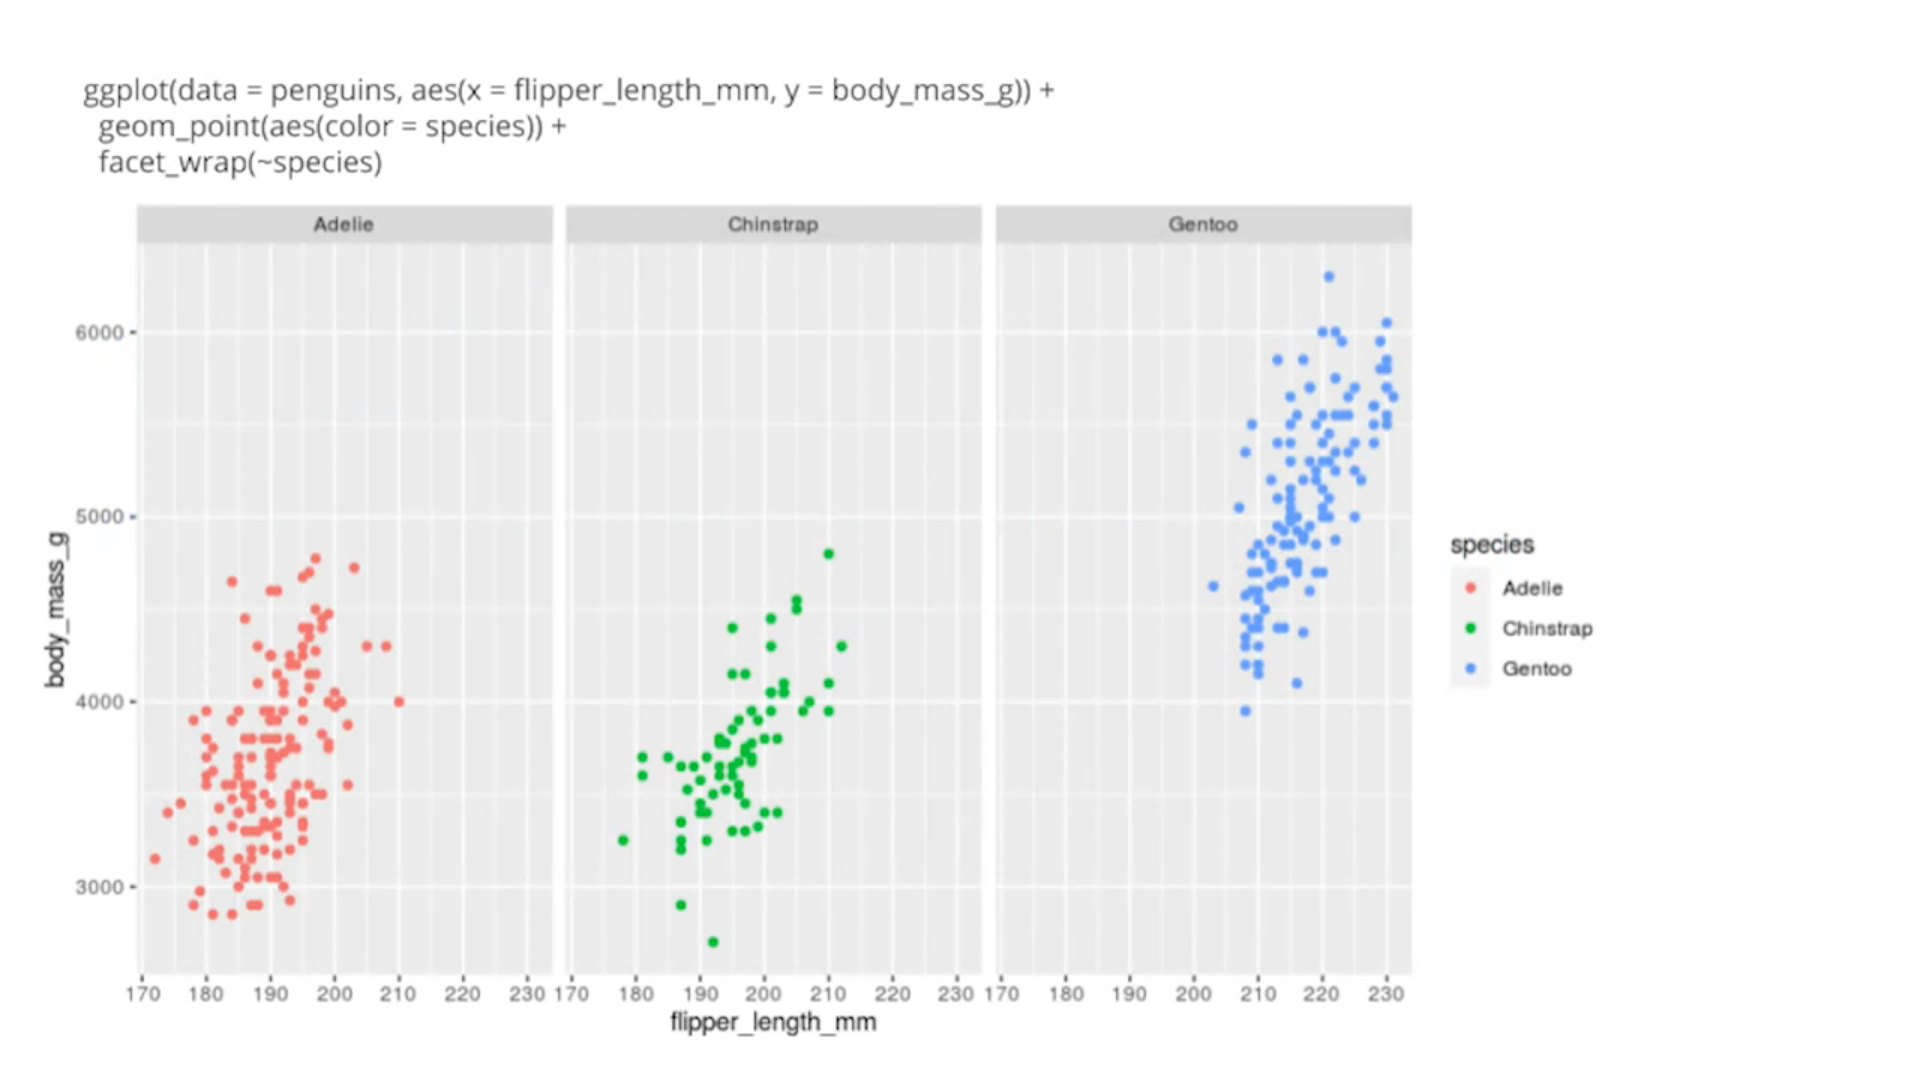 ggplot(data = penguins, aes(x = flipper_length_mm, y = body_mass_g)) +
geom_point(aes(color = species)) +
facet_wrap(~species)
Adelie Chinstrap Gentoo
6000
5000
4000
3000
body_mass_g
170 180 190 200 210 220 230 170 180 190 200 210 220 230 170 180 190 200 210 220 230
flipper_length_mm
species
Adelie
Chinstrap
Gentoo